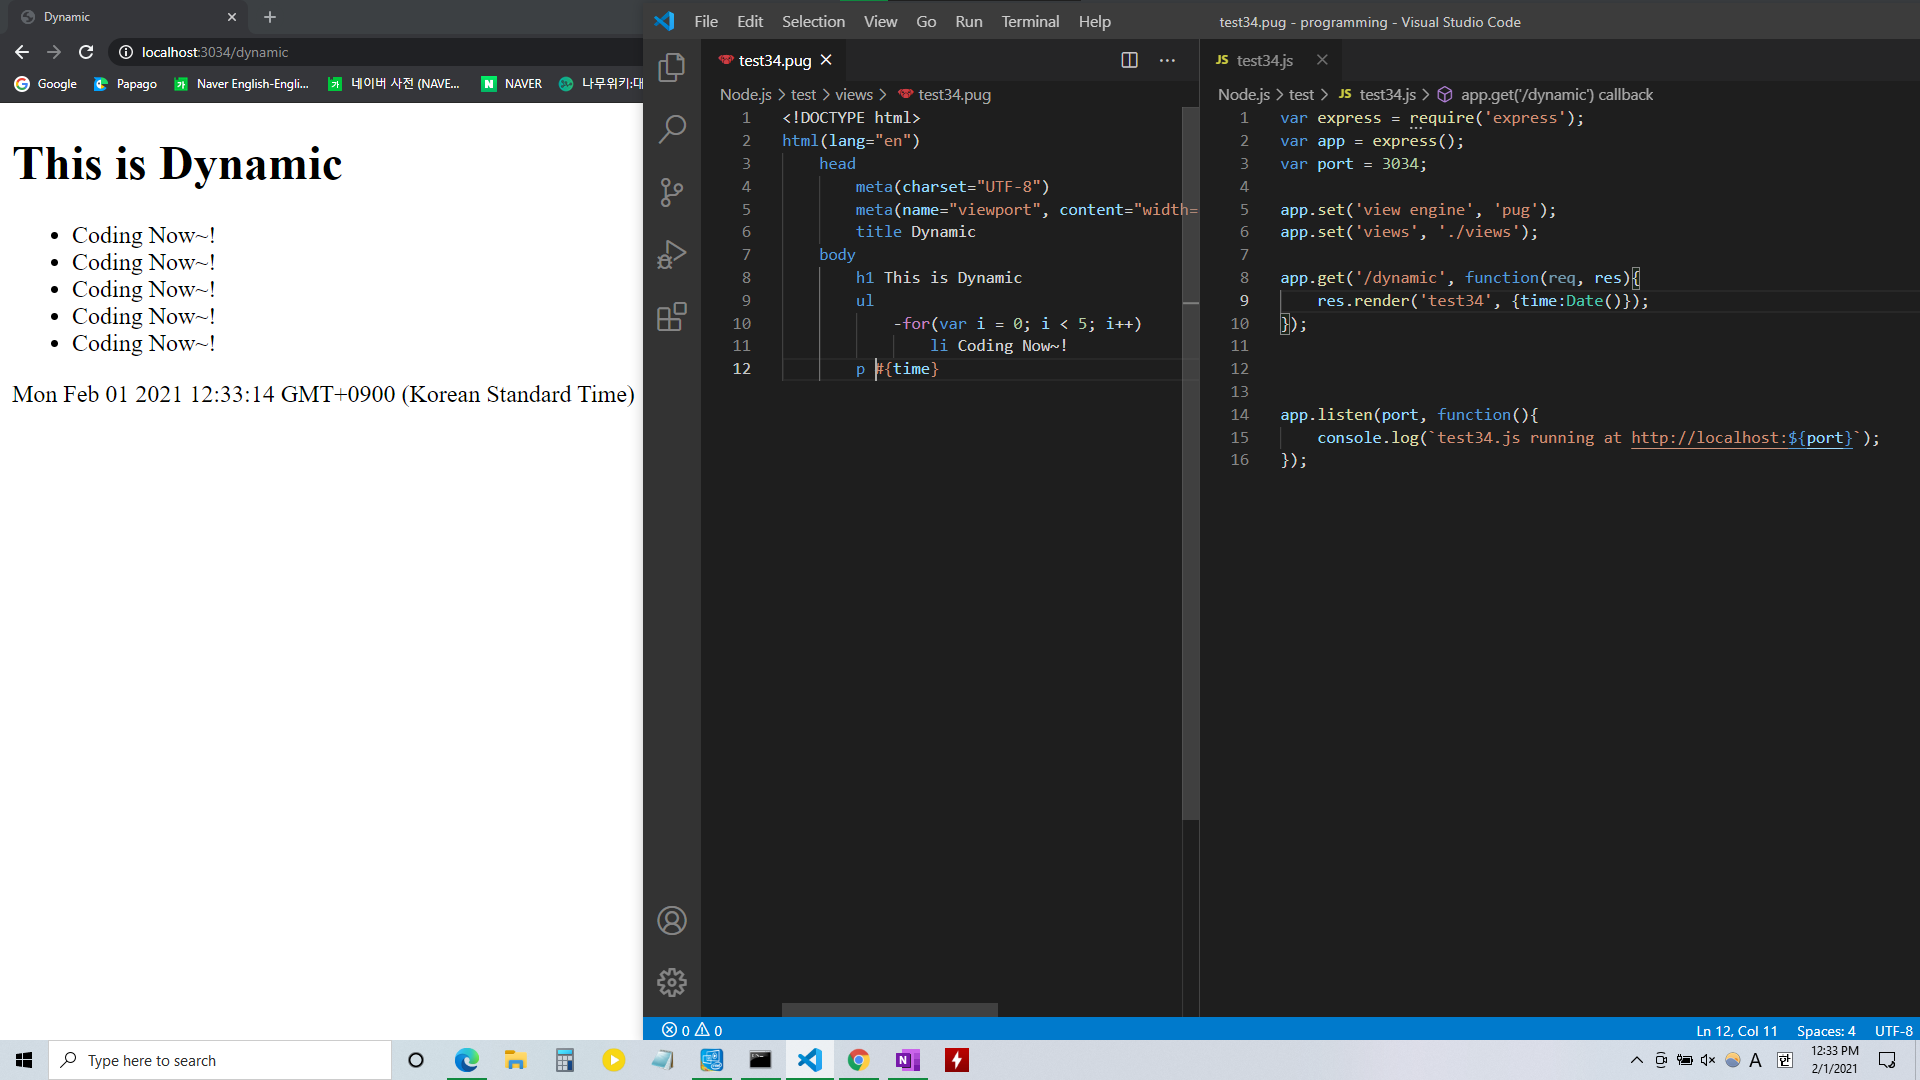 Dynamic
localhost:3034/dynamic
Google Papago Naver English-Engli... 네이버 사전 (NAVE... NAVER 나무위키:대
This is Dynamic
• Coding Now~!
• Coding Now~!
• Coding Now~!
• Coding Now~!
• Coding Now~!
Mon Feb 01 2021 12:33:14 GMT+0900 (Korean Standard Time)
File Edit Selection View Go Run Terminal Help
test34.pug - programming - Visual Studio Code
test34.pug
Node.js > test > views > test34.pug
1 <!DOCTYPE html>
2 html(lang="en")
3 head
4 meta(charset="UTF-8")
5 meta(name="viewport", content="width=
6 title Dynamic
7 body
8 h1 This is Dynamic
9 ul
10 -for(var i = 0; i < 5; i++)
11 li Coding Now~!
12 p #{time}
JS test34.js
Node.js > test > JS test34.js > app.get('/dynamic') callback
1 var express = require('express');
2 var app = express();
3 var port = 3034;
4
5 app.set('view engine', 'pug');
6 app.set('views', './views');
7
8 app.get('/dynamic', function(req, res){
9 res.render('test34', {time:Date()});
10 });
11
12
13
14 app.listen(port, function(){
15 console.log(`test34.js running at http://localhost:${port}`);
16 });
0 0
Ln 12, Col 11 Spaces: 4 UTF-8
Type here to search
N
A 한
12:33 PM
2/1/2021